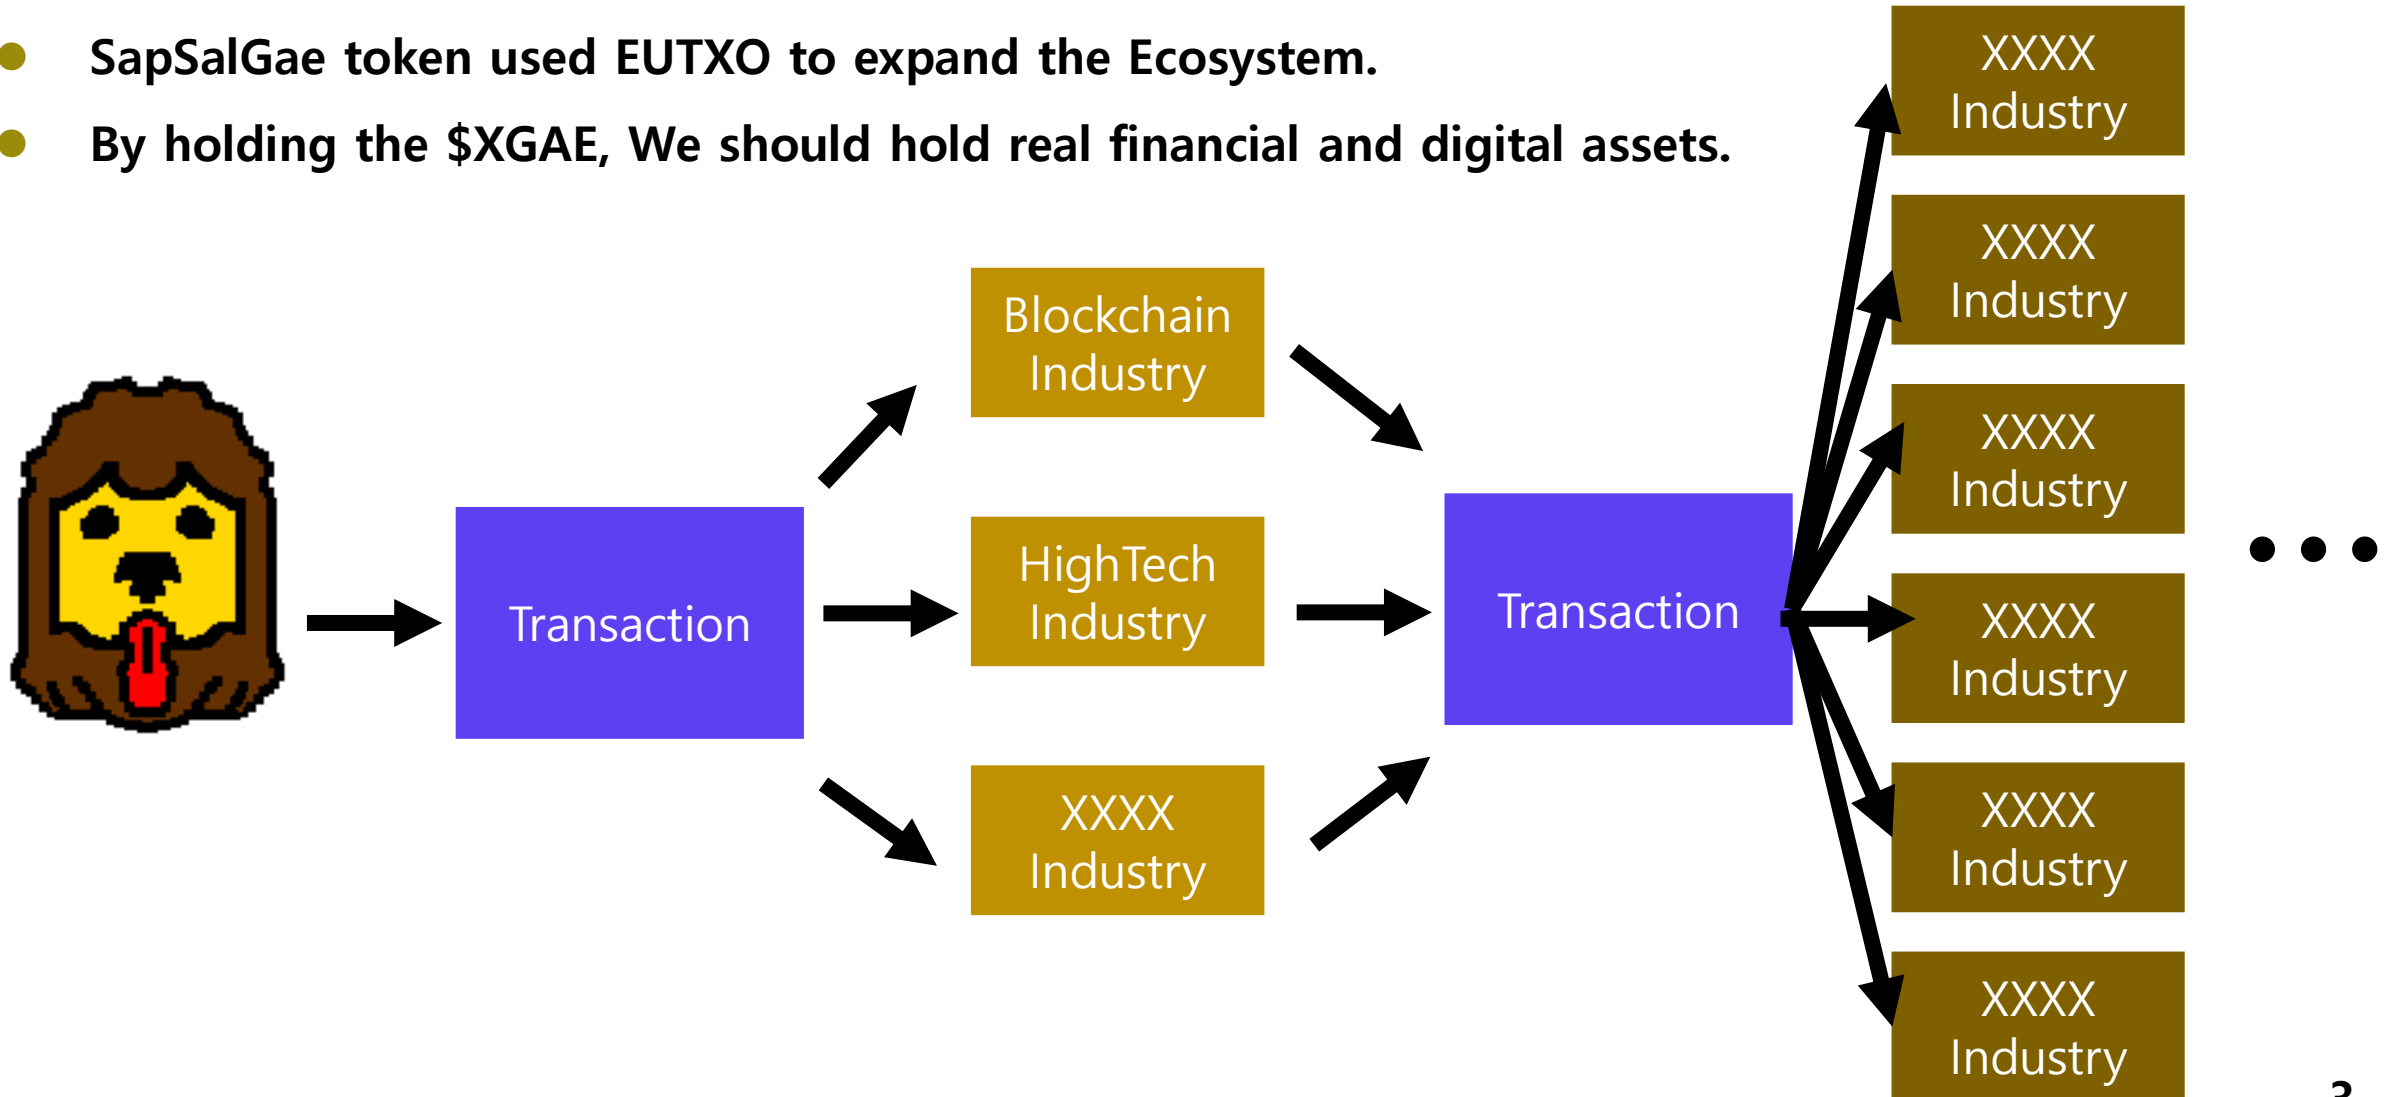 SapSalGae token used EUTXO to expand the Ecosystem.
By holding the $XGAE, We should hold real financial and digital assets.
Transaction
Blockchain
Industry
HighTech
Industry
XXXX
Industry
Transaction
XXXX
Industry
XXXX
Industry
XXXX
Industry
XXXX
Industry
XXXX
Industry
XXXX
Industry
3